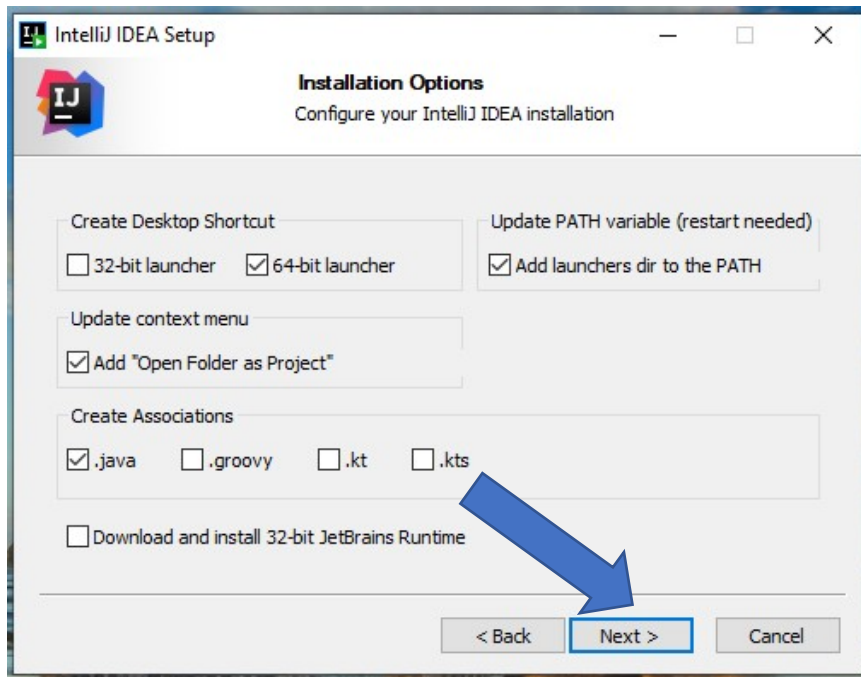 IntelliJ IDEA Setup
IJ
Installation Options
Configure your IntelliJ IDEA installation
Create Desktop Shortcut
32-bit launcher 64-bit launcher
Update PATH variable (restart needed)
Add launchers dir to the PATH
Update context menu
Add "Open Folder as Project"
Create Associations
.java .groovy .kt .kts
Download and install 32-bit JetBrains Runtime
< Back Next > Cancel